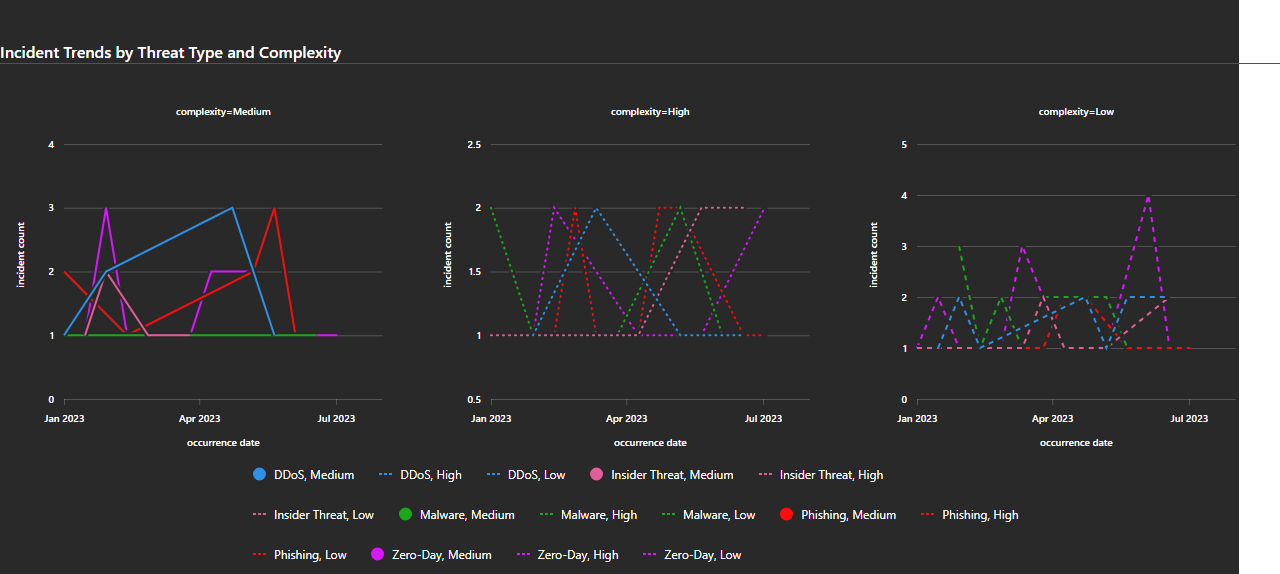 Incident Trends by Threat Type and Complexity
complexity=Medium
complexity=High
complexity=Low
4
3
2
1
0
incident count
Jan 2023 Apr 2023 Jul 2023
occurrence date
2.5
2
1.5
1
0.5
incident count
Jan 2023 Apr 2023 Jul 2023
occurrence date
5
4
3
2
1
0
incident count
Jan 2023 Apr 2023 Jul 2023
occurrence date
DDoS, Medium DDoS, High DDoS, Low Insider Threat, Medium Insider Threat, High
Insider Threat, Low Malware, Medium Malware, High Malware, Low Phishing, Medium Phishing, High
Phishing, Low Zero-Day, Medium Zero-Day, High Zero-Day, Low